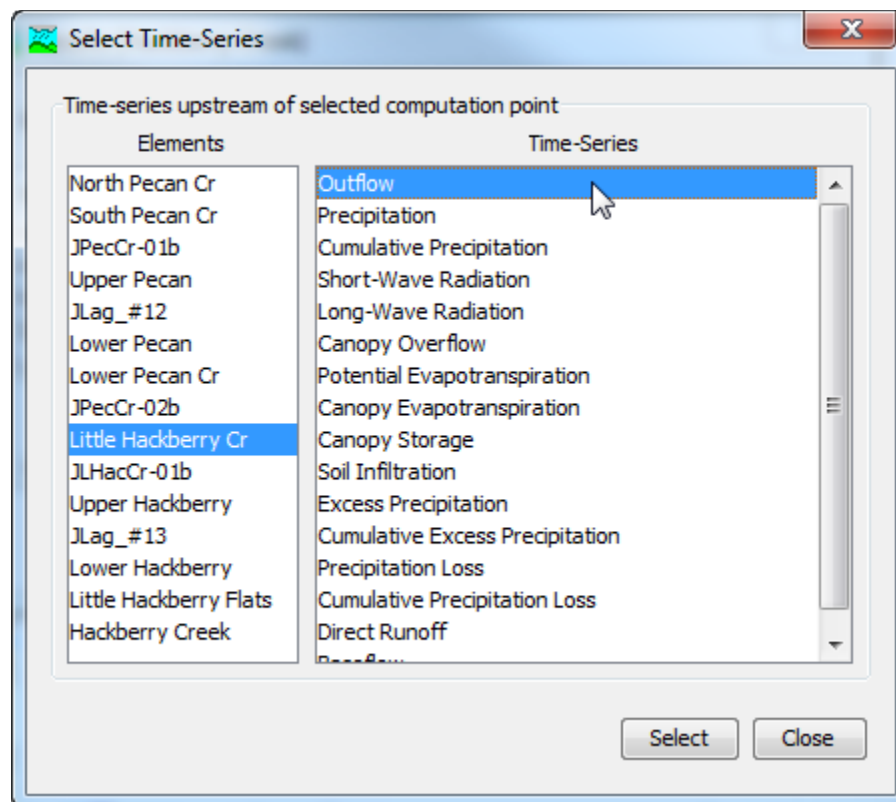 Select Time-Series
Time-series upstream of selected computation point
Elements
Time-Series
North Pecan Cr
South Pecan Cr
JPecCr-01b
Upper Pecan
JLag_#12
Lower Pecan
Lower Pecan Cr
JPecCr-02b
Little Hackberry Cr
JLHacCr-01b
Upper Hackberry
JLag_#13
Lower Hackberry
Little Hackberry Flats
Hackberry Creek
Outflow
Precipitation
Cumulative Precipitation
Short-Wave Radiation
Long-Wave Radiation
Canopy Overflow
Potential Evapotranspiration
Canopy Evapotranspiration
Canopy Storage
Soil Infiltration
Excess Precipitation
Cumulative Excess Precipitation
Precipitation Loss
Cumulative Precipitation Loss
Direct Runoff
Select
Close